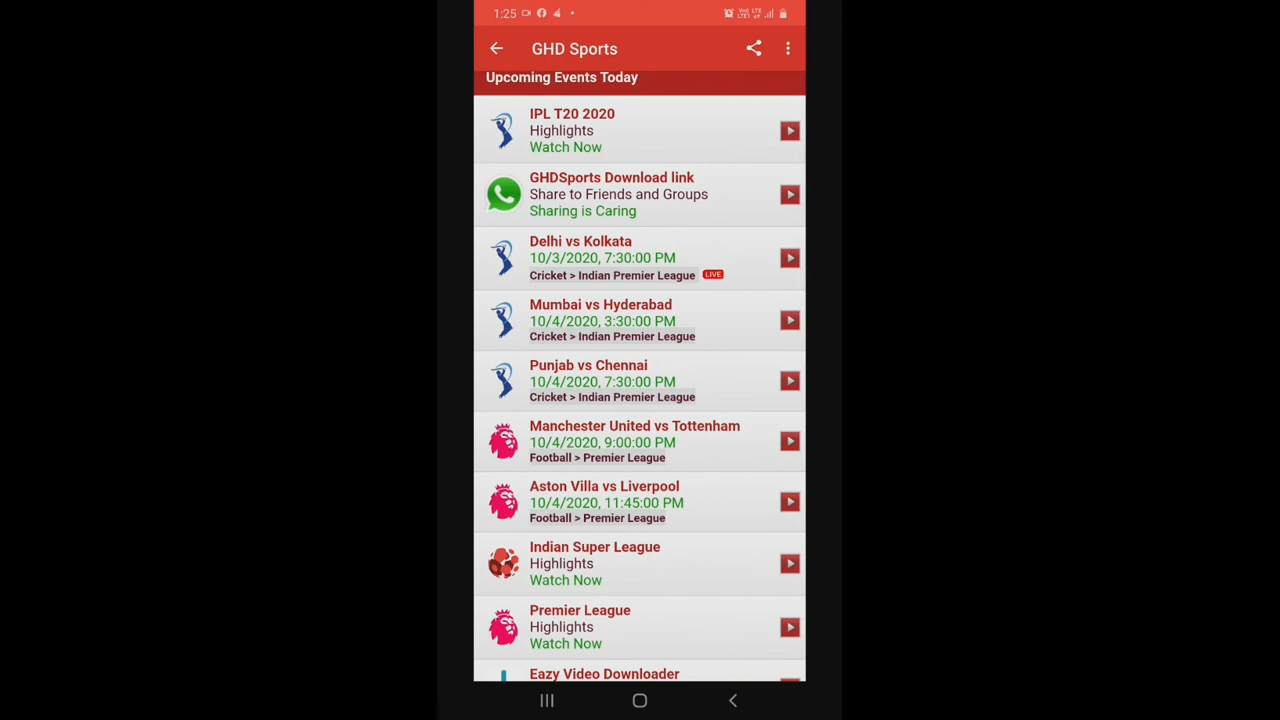 1:25
GHD Sports
Upcoming Events Today
IPL T20 2020
Highlights
Watch Now
GHDSports Download link
Share to Friends and Groups
Sharing is Caring
Delhi vs Kolkata
10/3/2020, 7:30:00 PM
Cricket > Indian Premier League LIVE
Mumbai vs Hyderabad
10/4/2020, 3:30:00 PM
Cricket > Indian Premier League
Punjab vs Chennai
10/4/2020, 7:30:00 PM
Cricket > Indian Premier League
Manchester United vs Tottenham
10/4/2020, 9:00:00 PM
Football > Premier League
Aston Villa vs Liverpool
10/4/2020, 11:45:00 PM
Football > Premier League
Indian Super League
Highlights
Watch Now
Premier League
Highlights
Watch Now
Eazy Video Downloader